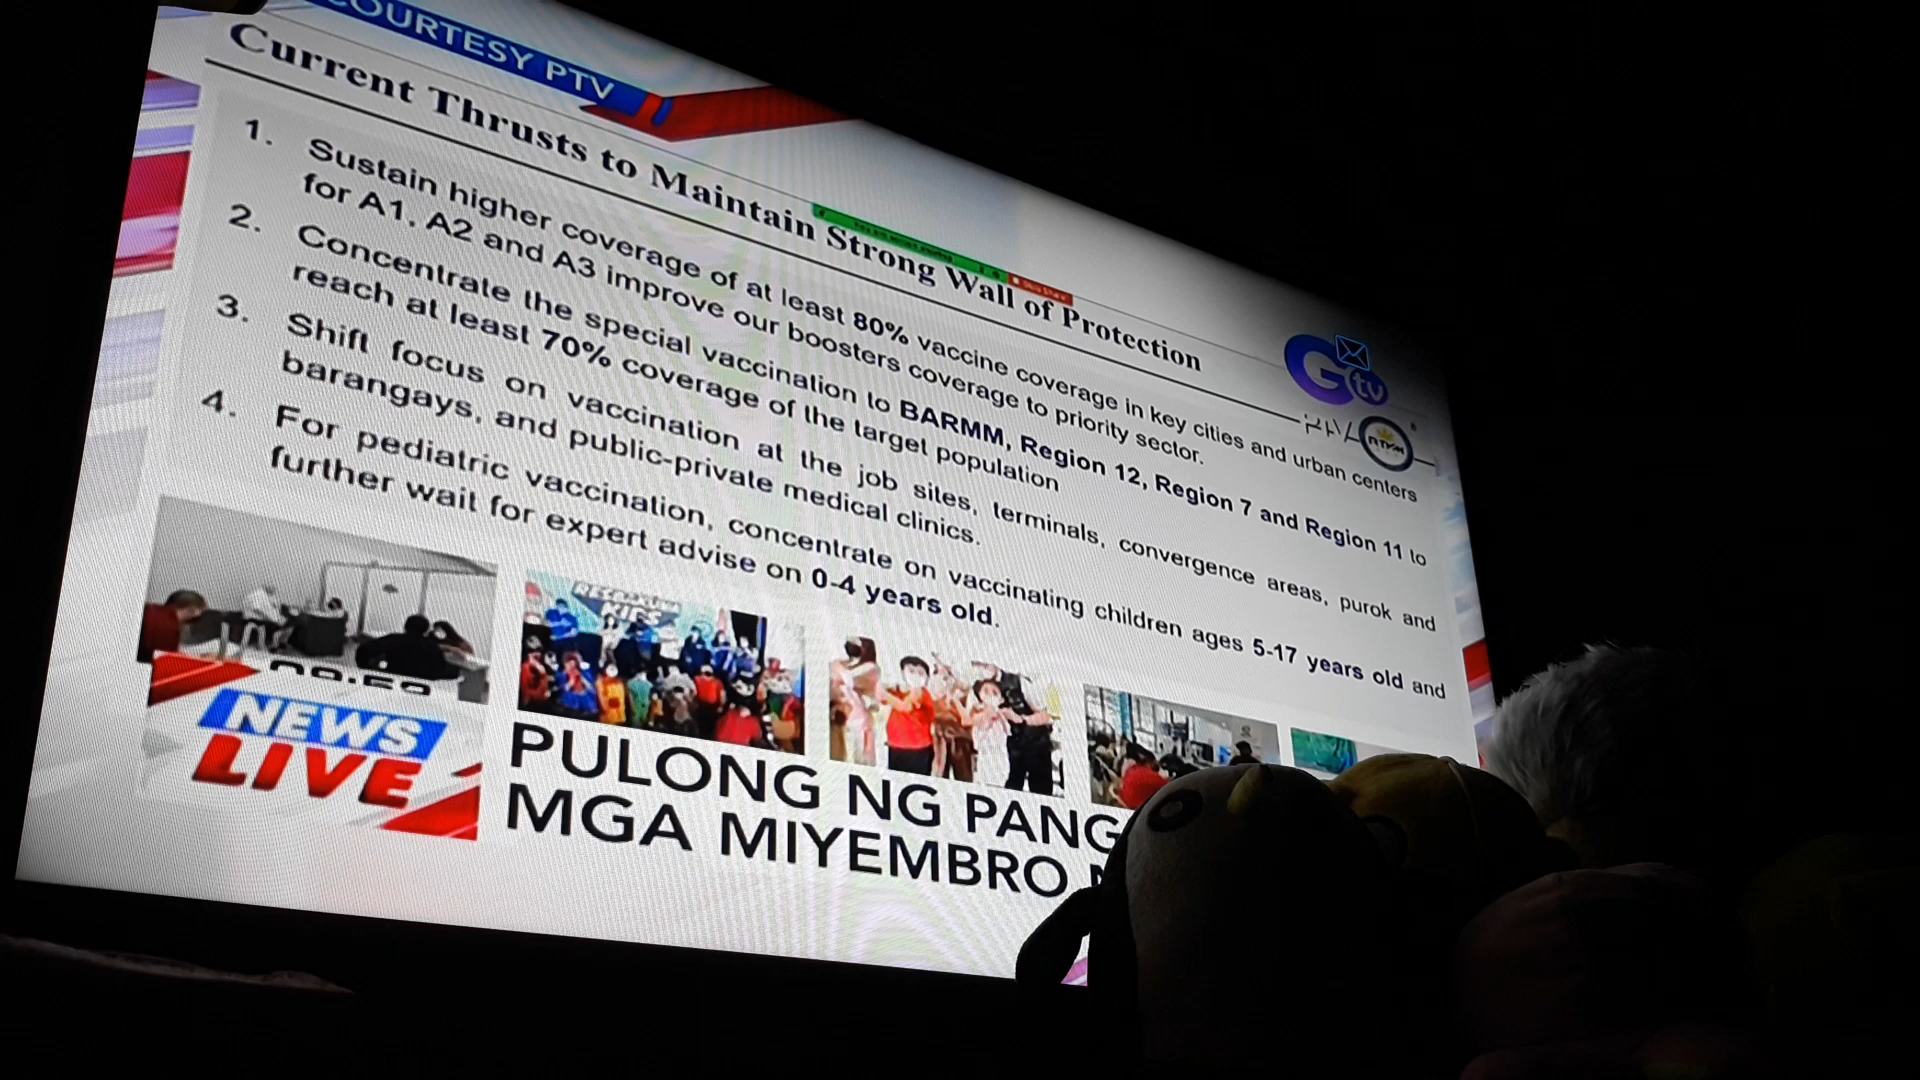 COURTESY PTV
Current Thrusts to Maintain Strong Wall of Protection
1. Sustain higher coverage of at least 80% vaccine coverage in key cities and urban centers
for A1, A2 and A3 improve our boosters coverage to priority sector.
2. Concentrate the special vaccination to BARMM, Region 12, Region 7 and Region 11 to
reach at least 70% coverage of the target population
3. Shift focus on vaccination at the job sites, terminals, convergence areas, purok and
barangays, and public-private medical clinics.
4. For pediatric vaccination, concentrate on vaccinating children ages 5-17 years old and
further wait for expert advise on 0-4 years old.
Gtv
RTVM
KIDS
NEWS
LIVE
PULONG NG PANG
MGA MIYEMBRO